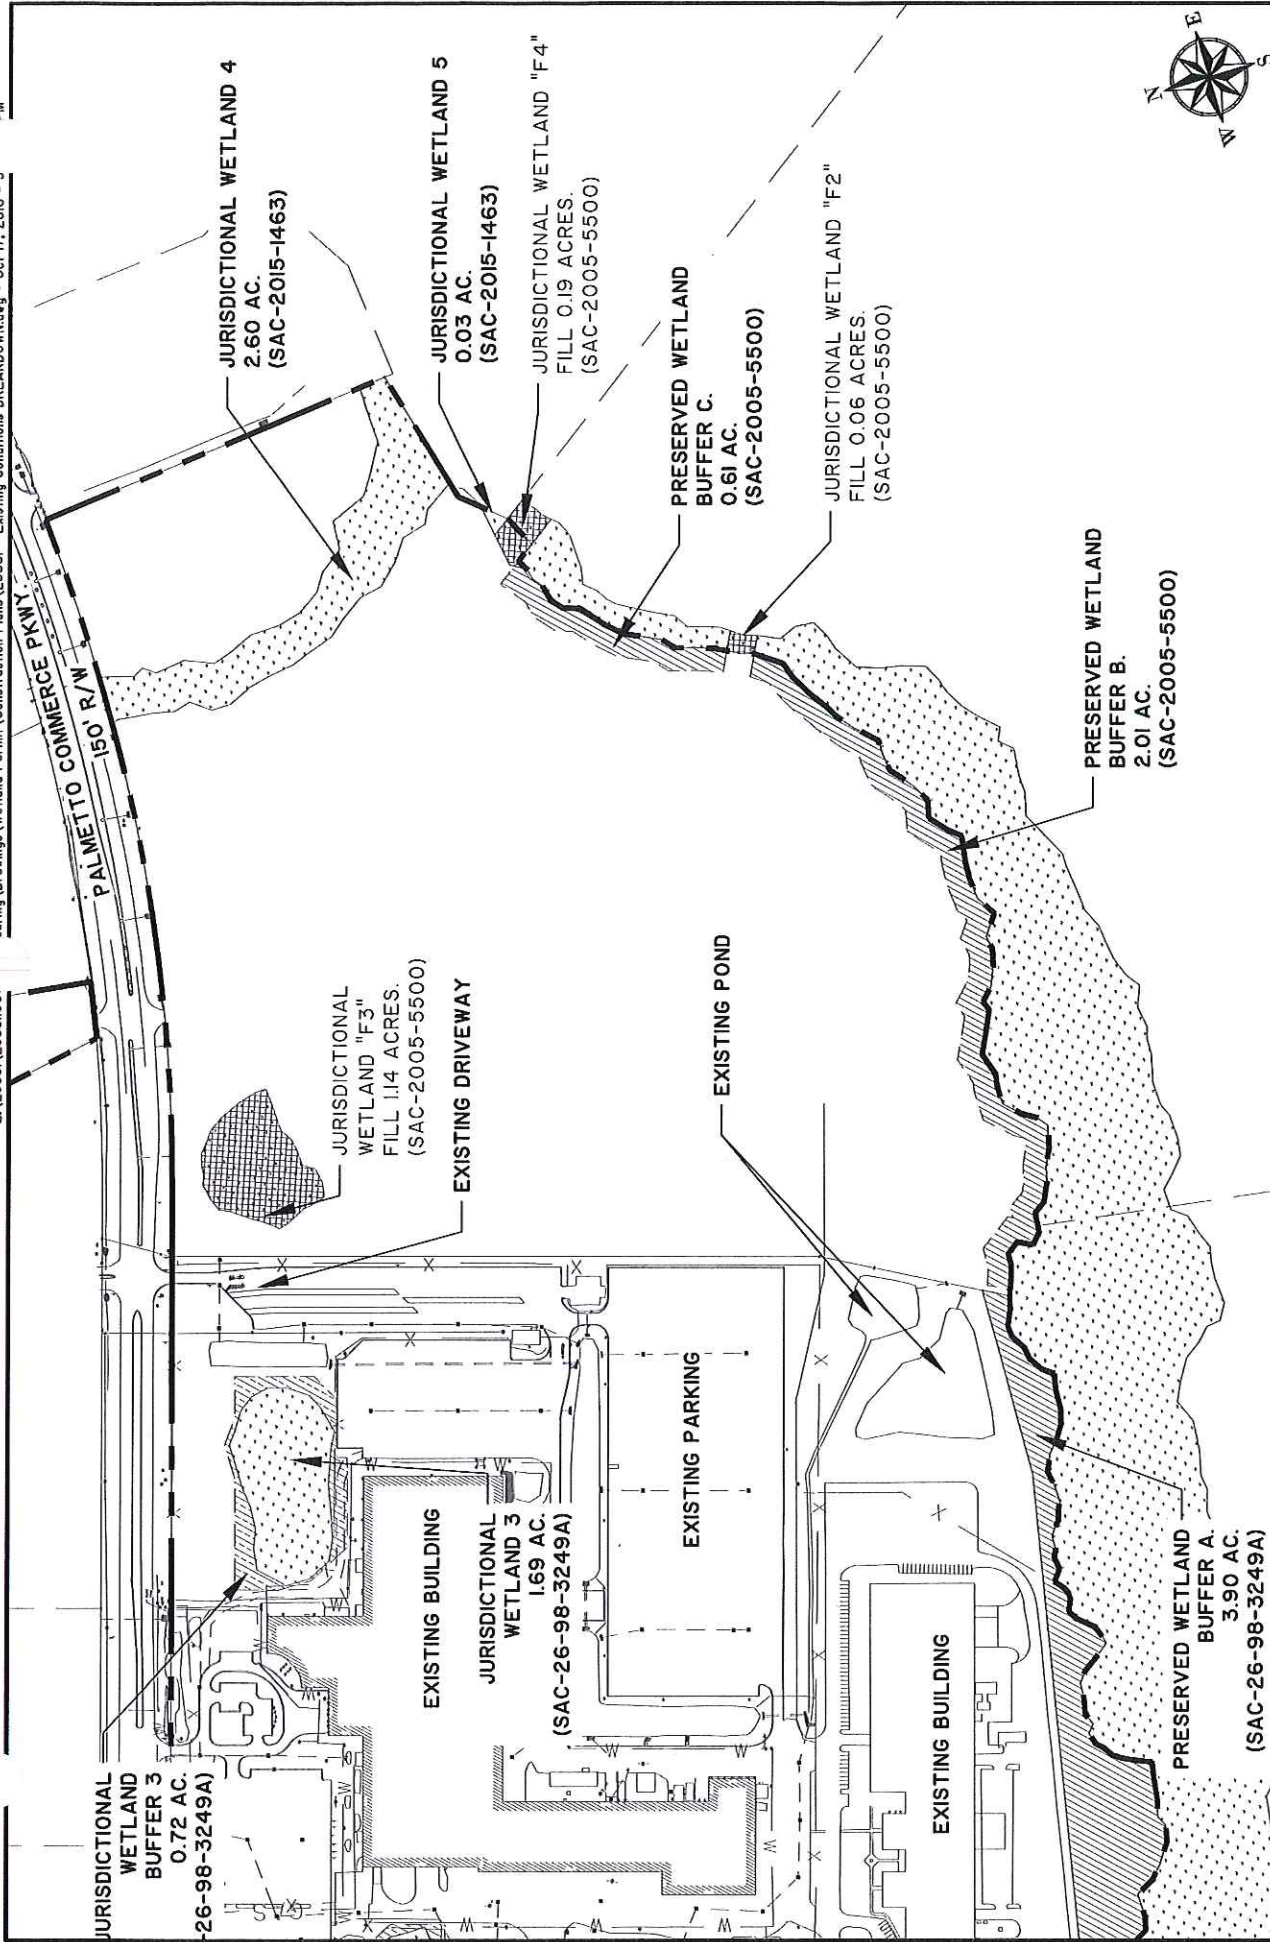 PALMETTO COMMERCE PKWY.
150' R/W
JURISDICTIONAL WETLAND 4
2.60 AC.
(SAC-2015-1463)
JURISDICTIONAL WETLAND 5
0.03 AC.
(SAC-2015-1463)
JURISDICTIONAL WETLAND "F4"
FILL 0.19 ACRES.
(SAC-2005-5500)
PRESERVED WETLAND
BUFFER C.
0.61 AC.
(SAC-2005-5500)
JURISDICTIONAL WETLAND "F2"
FILL 0.06 ACRES.
(SAC-2005-5500)
PRESERVED WETLAND
BUFFER B.
2.01 AC.
(SAC-2005-5500)
JURISDICTIONAL
WETLAND "F3"
FILL 1.14 ACRES.
(SAC-2005-5500)
EXISTING DRIVEWAY
EXISTING POND
EXISTING BUILDING
JURISDICTIONAL
WETLAND 3
1.69 AC.
(SAC-26-98-3249A)
EXISTING PARKING
EXISTING BUILDING
JURISDICTIONAL
WETLAND
BUFFER 3
0.72 AC.
-26-98-3249A)
PRESERVED WETLAND
BUFFER A.
3.90 AC.
(SAC-26-98-3249A)
N
E
S
W